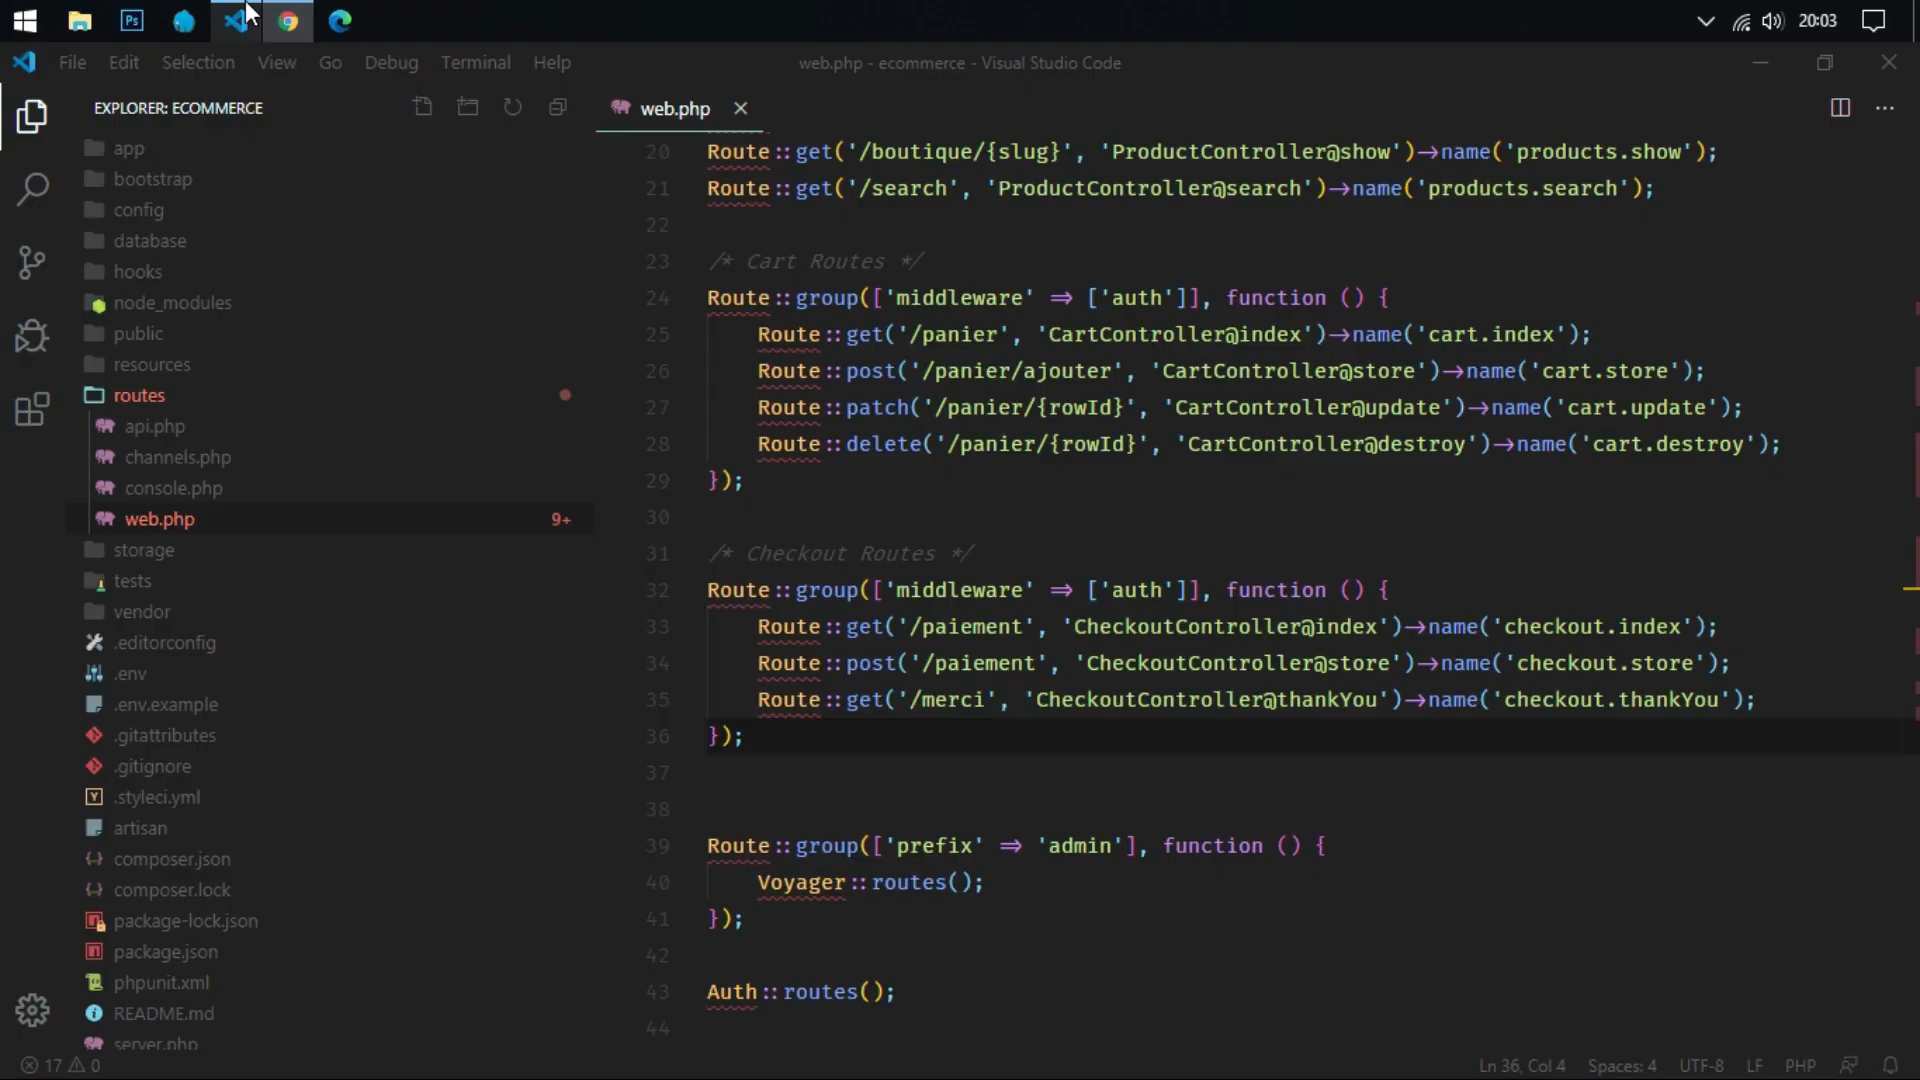 Ps
20:03
File Edit Selection View Go Debug Terminal Help
web.php - ecommerce - Visual Studio Code
EXPLORER: ECOMMERCE
app
bootstrap
config
database
hooks
node_modules
public
resources
routes
api.php
channels.php
console.php
web.php 9+
storage
tests
vendor
.editorconfig
.env
.env.example
.gitattributes
.gitignore
.styleci.yml
artisan
composer.json
composer.lock
package-lock.json
package.json
phpunit.xml
README.md
server.php
web.php
20 Route::get('/boutique/{slug}', 'ProductController@show')->name('products.show');
21 Route::get('/search', 'ProductController@search')->name('products.search');
22
23 /* Cart Routes */
24 Route::group(['middleware' => ['auth']], function () {
25 Route::get('/panier', 'CartController@index')->name('cart.index');
26 Route::post('/panier/ajouter', 'CartController@store')->name('cart.store');
27 Route::patch('/panier/{rowId}', 'CartController@update')->name('cart.update');
28 Route::delete('/panier/{rowId}', 'CartController@destroy')->name('cart.destroy');
29 });
30
31 /* Checkout Routes */
32 Route::group(['middleware' => ['auth']], function () {
33 Route::get('/paiement', 'CheckoutController@index')->name('checkout.index');
34 Route::post('/paiement', 'CheckoutController@store')->name('checkout.store');
35 Route::get('/merci', 'CheckoutController@thankYou')->name('checkout.thankYou');
36 });
37
38
39 Route::group(['prefix' => 'admin'], function () {
40 Voyager::routes();
41 });
42
43 Auth::routes();
44
17 0
Ln 36, Col 4 Spaces: 4 UTF-8 LF PHP